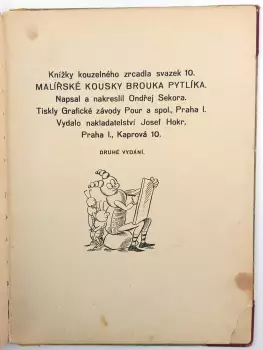 Knížky kouzelného zrcadla svazek 10.
MALÍRSKÉ KOUSKY BROUKA PYTLÍKA.
Napsal a nakreslil Ondřej Sekora.
Tiskly Grafické závody Pour a spol., Praha I.
Vydalo nakladatelství Josef Hokr,
Praha I., Kaprová 10.
DRUHÉ VYDÁNÍ.